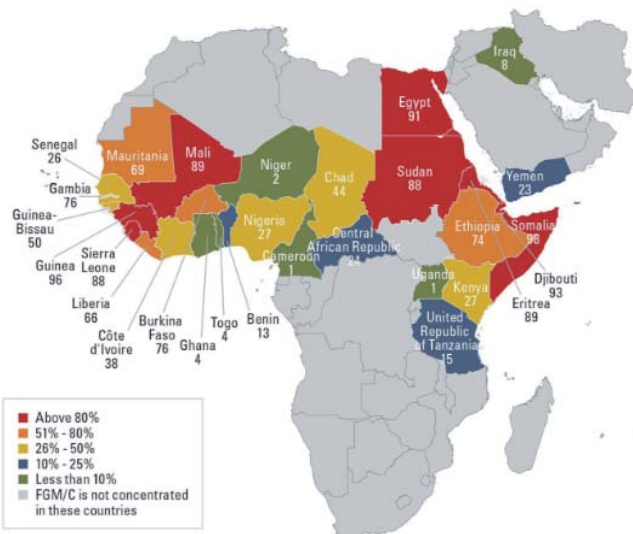 Iraq
8
Egypt
91
Senegal
26
Mauritania
69
Mali
89
Niger
2
Chad
44
Sudan
88
Yemen
23
Gambia
76
Guinea-
Bissau
50
Nigeria
27
Ethiopia
74
Somalia
98
Central
African Republic
24
Guinea
96
Sierra
Leone
88
Cameroon
1
Uganda
1
Kenya
27
Djibouti
93
Liberia
66
Eritrea
89
Côte
d'Ivoire
38
Burkina
Faso
76
Ghana
4
Togo
4
Benin
13
United
Republic
of Tanzania
15
Above 80%
51% - 80%
26% - 50%
10% - 25%
Less than 10%
FGM/C is not concentrated
in these countries